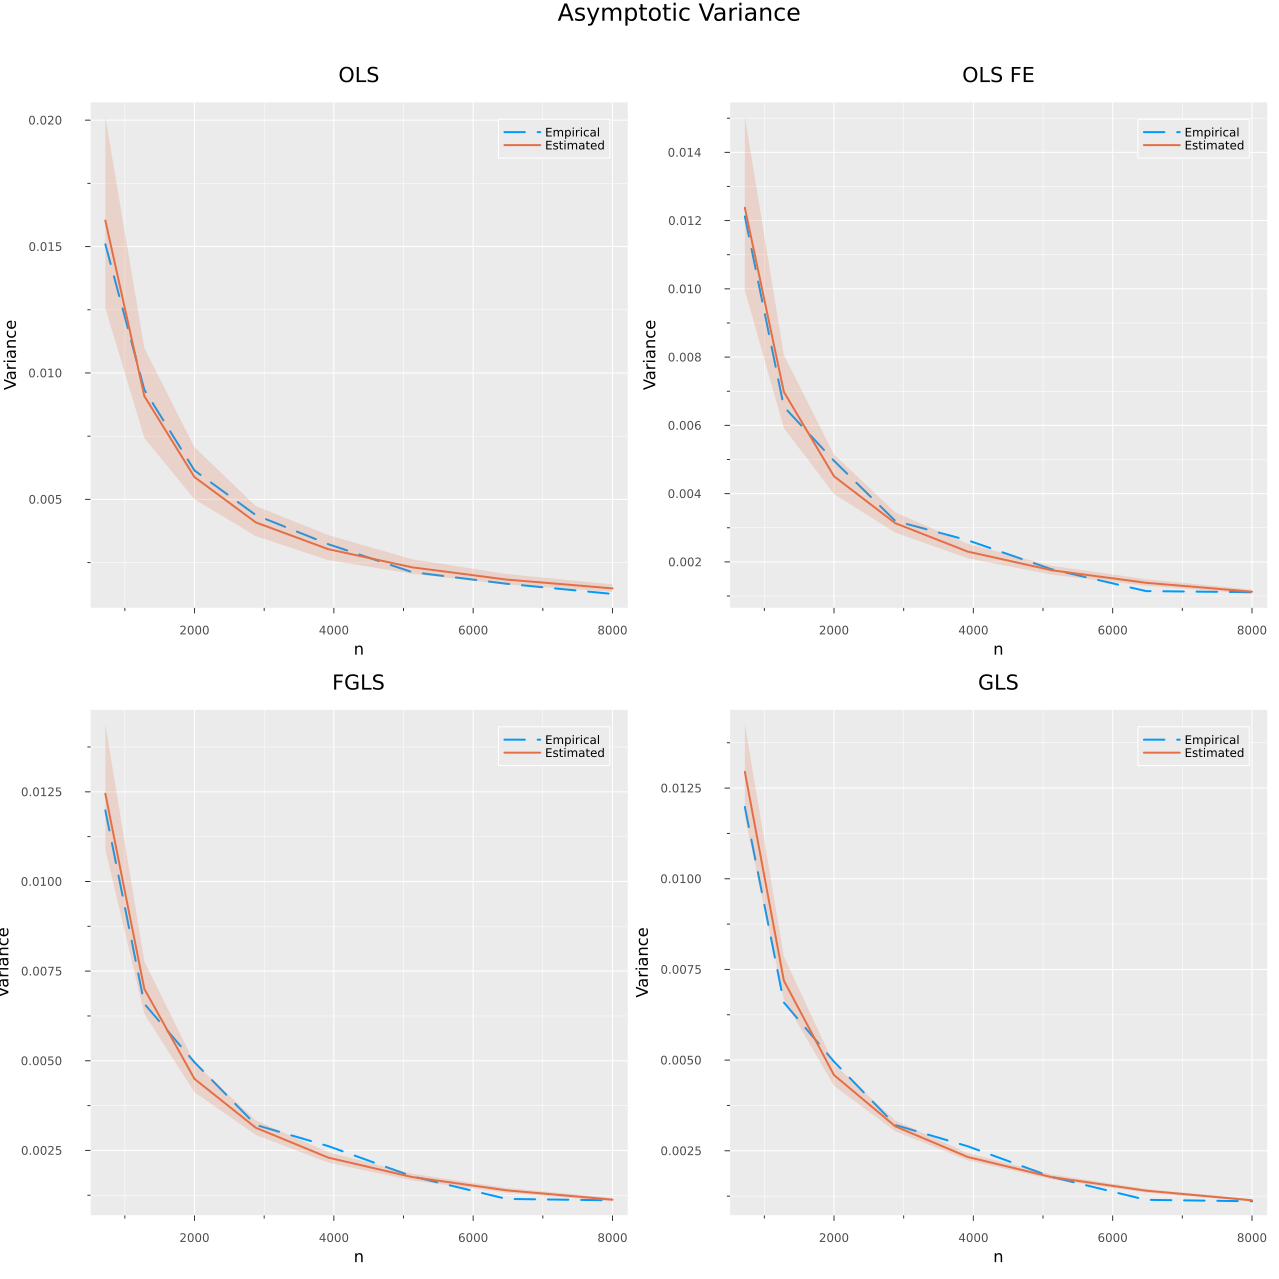 Asymptotic Variance
OLS
0.020
0.015
0.010
0.005
Variance
2000 4000 6000 8000
n
Empirical
Estimated
OLS FE
0.014
0.012
0.010
0.008
0.006
0.004
0.002
Variance
2000 4000 6000 8000
n
Empirical
Estimated
FGLS
0.0125
0.0100
0.0075
0.0050
0.0025
Variance
2000 4000 6000 8000
n
Empirical
Estimated
GLS
0.0125
0.0100
0.0075
0.0050
0.0025
Variance
2000 4000 6000 8000
n
Empirical
Estimated